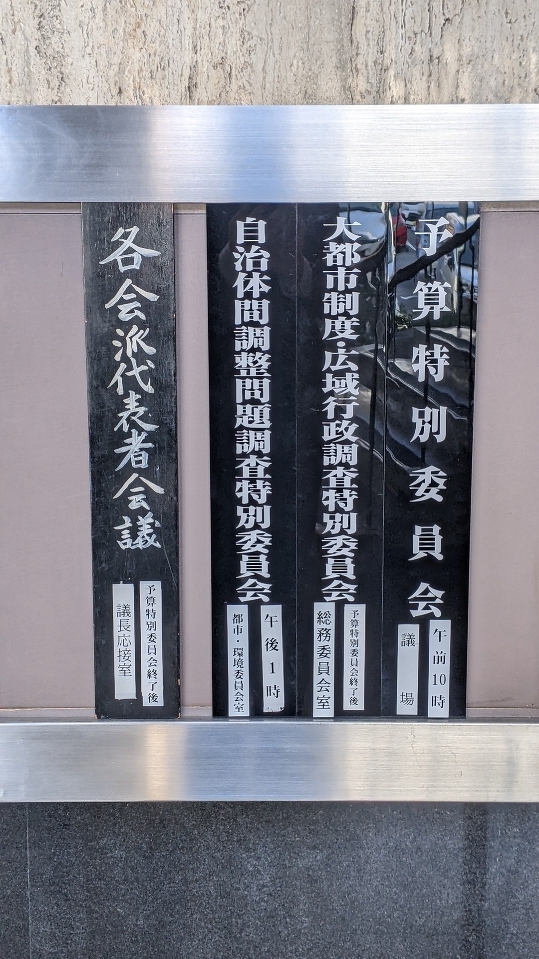 予算特別委員会
午前10時
議場
大都市制度・広域行政調査特別委員会
予算特別委員会終了後
総務委員会室
自治体間調整問題調査特別委員会
午後1時
都市・環境委員会室
各会派代表者会議
予算特別委員会終了後
議長応接室